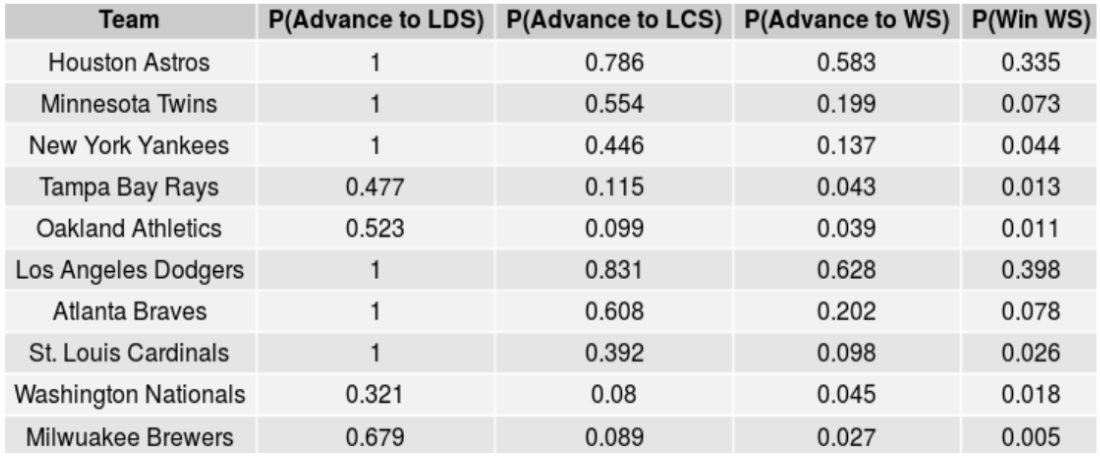 Team P(Advance to LDS) P(Advance to LCS) P(Advance to WS) P(Win WS)
Houston Astros 1 0.786 0.583 0.335
Minnesota Twins 1 0.554 0.199 0.073
New York Yankees 1 0.446 0.137 0.044
Tampa Bay Rays 0.477 0.115 0.043 0.013
Oakland Athletics 0.523 0.099 0.039 0.011
Los Angeles Dodgers 1 0.831 0.628 0.398
Atlanta Braves 1 0.608 0.202 0.078
St. Louis Cardinals 1 0.392 0.098 0.026
Washington Nationals 0.321 0.08 0.045 0.018
Milwuakee Brewers 0.679 0.089 0.027 0.005